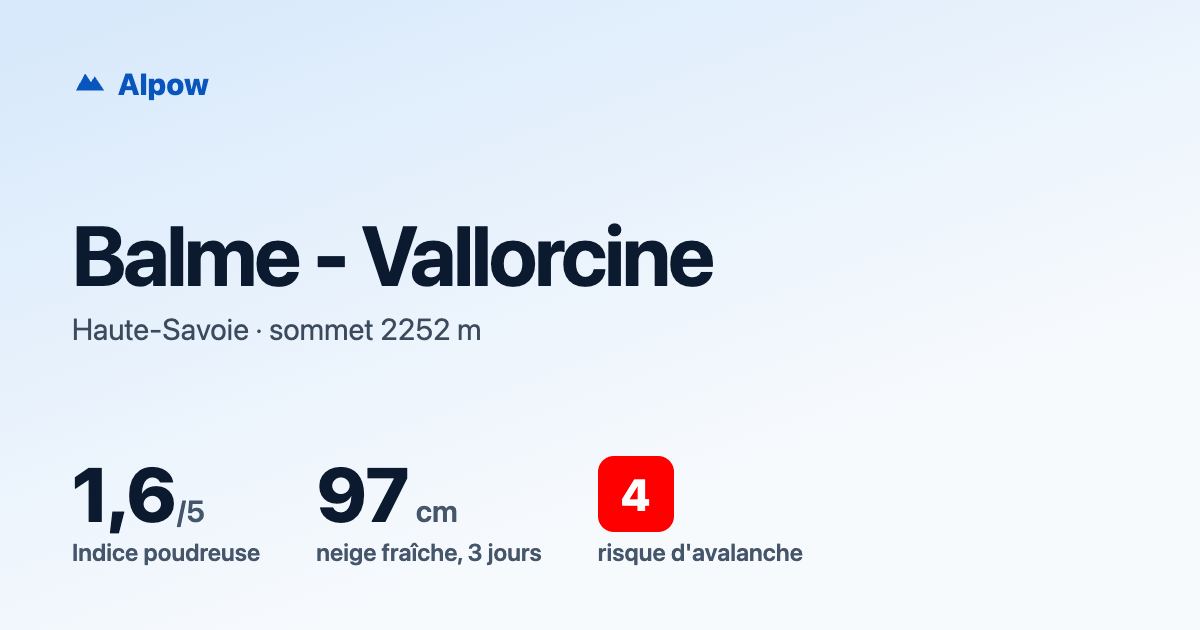 Alpow
Balme - Vallorcine
Haute-Savoie · sommet 2252 m
1,6/5 97 cm 4
Indice poudreuse neige fraîche, 3 jours risque d'avalanche